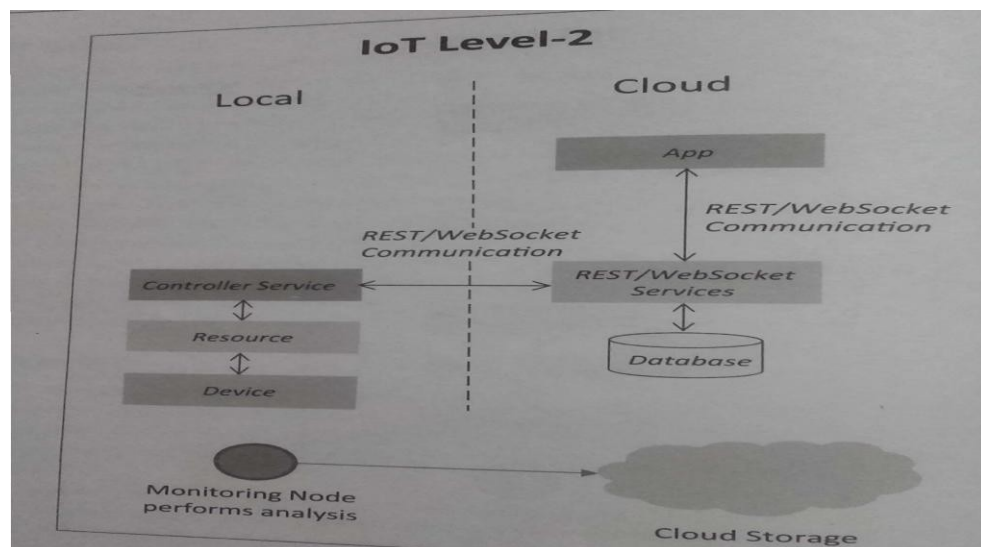 IoT Level-2
Local
Cloud
App
REST/WebSocket
Communication
REST/WebSocket
Communication
Controller Service
REST/WebSocket
Services
Resource
Database
Device
Monitoring Node
performs analysis
Cloud Storage